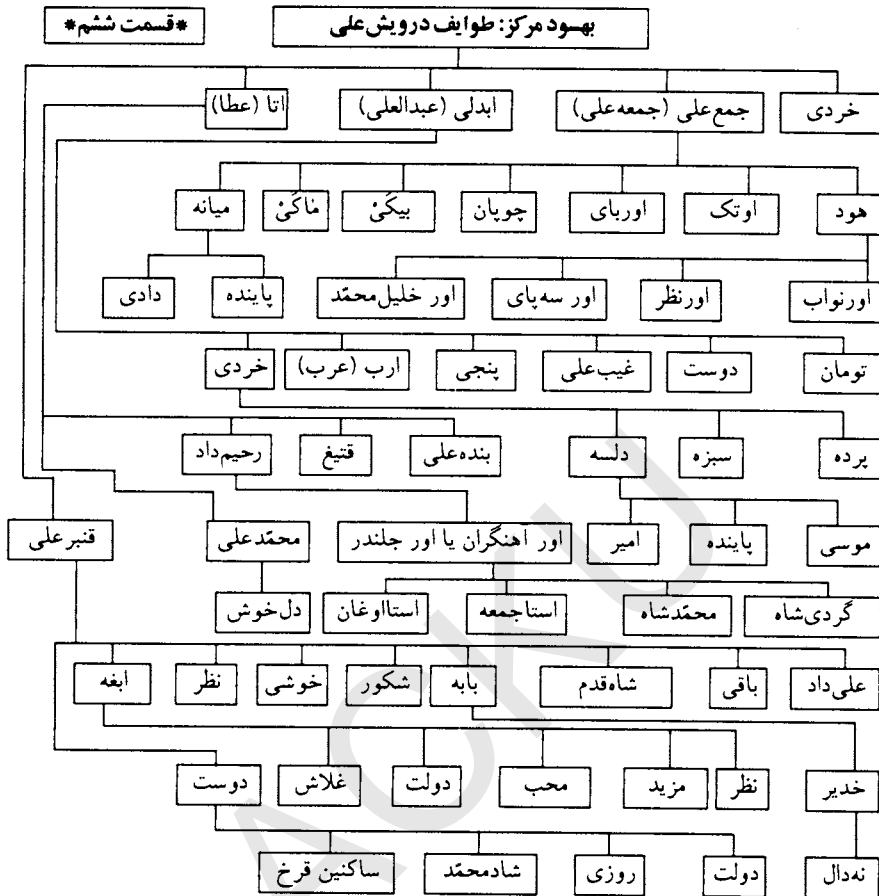 بهسود مرکز: طوایف درویش‌علی
*قسمت ششم*
خردی
جمع‌علی (جمعه‌علی)
ابدلی (عبدالعلی)
اتا (عطا)
هود
اوتک
اوربای
چوپان
بیکَیْ
مْاکَیْ
میانه
اورنواب
اورنظر
اور سه‌پای
اور خلیل‌محمّد
پاینده
دادی
تومان
دوست
غیب‌علی
پنجی
ارب (عرب)
خردی
پرده
سبزه
دلسه
بنده‌علی
قتیغ
رحیم‌داد
موسی
پاینده
امیر
اور اهنگران یا اور جلندر
محمّدعلی
قنبرعلی
گردی‌شاه
محمّدشاه
استاجمعه
استااوغان
دل‌خوش
علی‌داد
باقی
شاه‌قدم
بابه
شکور
خوشی
نظر
ابغه
خدیر
نظر
مزید
محب
دولت
غلاش
دوست
نه‌دال
دولت
روزی
شادمحمّد
ساکنین قرخ
ACKU